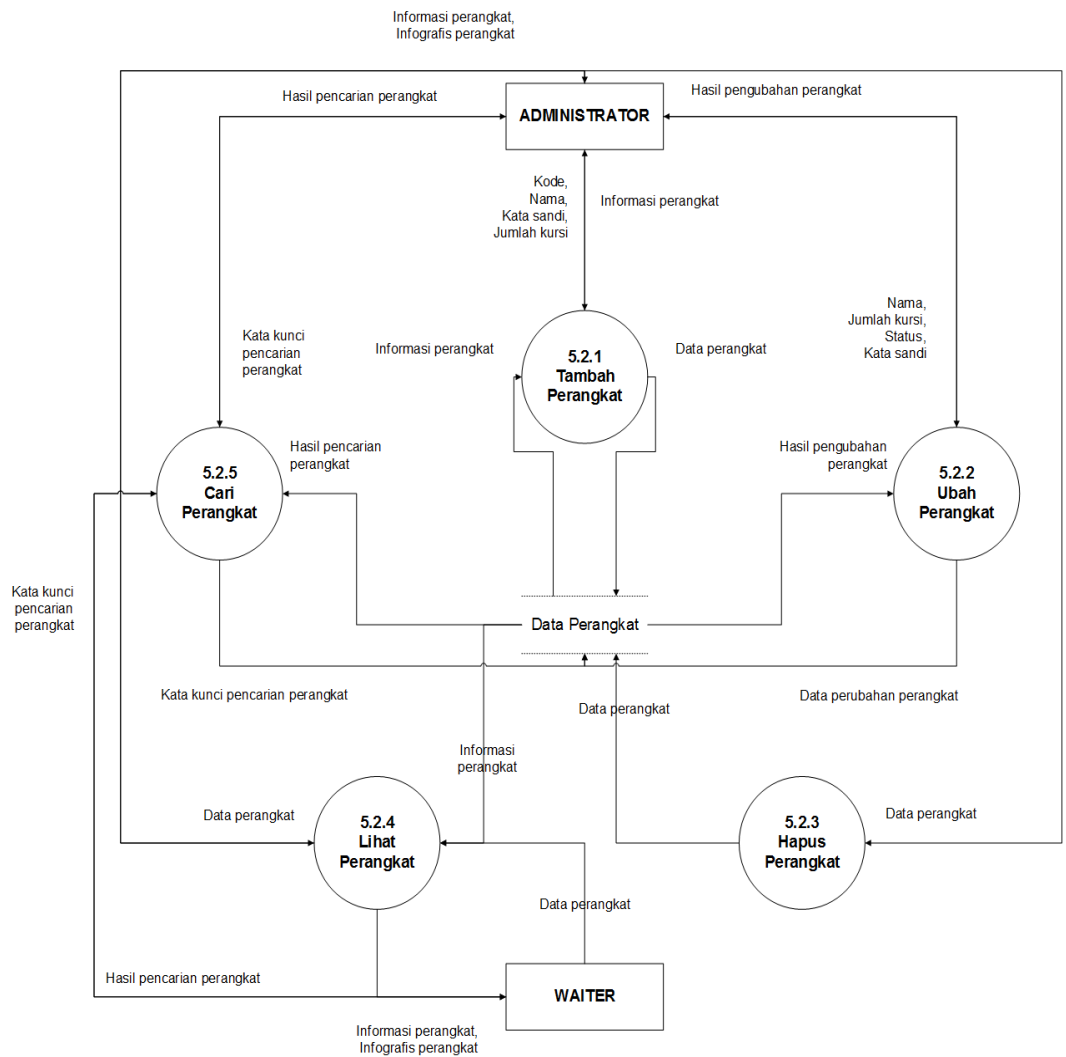 Informasi perangkat,
Infografis perangkat
Hasil pencarian perangkat
Hasil pengubahan perangkat
ADMINISTRATOR
Kode,
Nama,
Kata sandi,
Jumlah kursi
Informasi perangkat
Nama,
Jumlah kursi,
Status,
Kata sandi
Kata kunci
pencarian
perangkat
Informasi perangkat
5.2.1
Tambah
Perangkat
Data perangkat
Hasil pencarian
perangkat
Hasil pengubahan
perangkat
5.2.5
Cari
Perangkat
5.2.2
Ubah
Perangkat
Kata kunci
pencarian
perangkat
Data Perangkat
Kata kunci pencarian perangkat
Data perangkat
Data perubahan perangkat
Informasi
perangkat
Data perangkat
5.2.4
Lihat
Perangkat
5.2.3
Hapus
Perangkat
Data perangkat
Data perangkat
Hasil pencarian perangkat
WAITER
Informasi perangkat,
Infografis perangkat